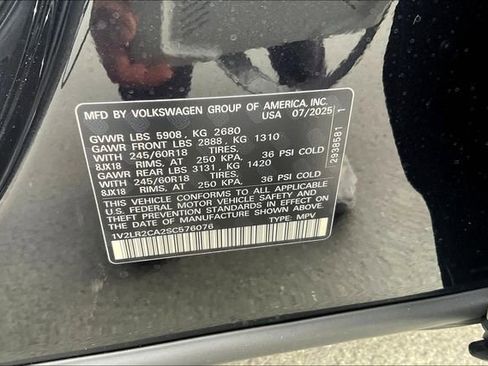 MFD BY VOLKSWAGEN GROUP OF AMERICA, INC.
USA 07/2025
GVWR LBS 5908, KG 2680
GAWR FRONT LBS 2888, KG 1310
WITH 245/60R18 TIRES,
8JX18 RIMS, AT 250 KPA, 36 PSI COLD
GAWR REAR LBS 3131, KG 1420
WITH 245/60R18 TIRES,
8JX18 RIMS, AT 250 KPA, 36 PSI COLD
THIS VEHICLE CONFORMS TO ALL APPLICABLE
U.S. FEDERAL MOTOR VEHICLE SAFETY AND
THEFT PREVENTION STANDARDS IN EFFECT ON
THE DATE OF MANUFACTURE SHOWN ABOVE.
1V2LR2CA2SC576076 TYPE: MPV
2938581 1